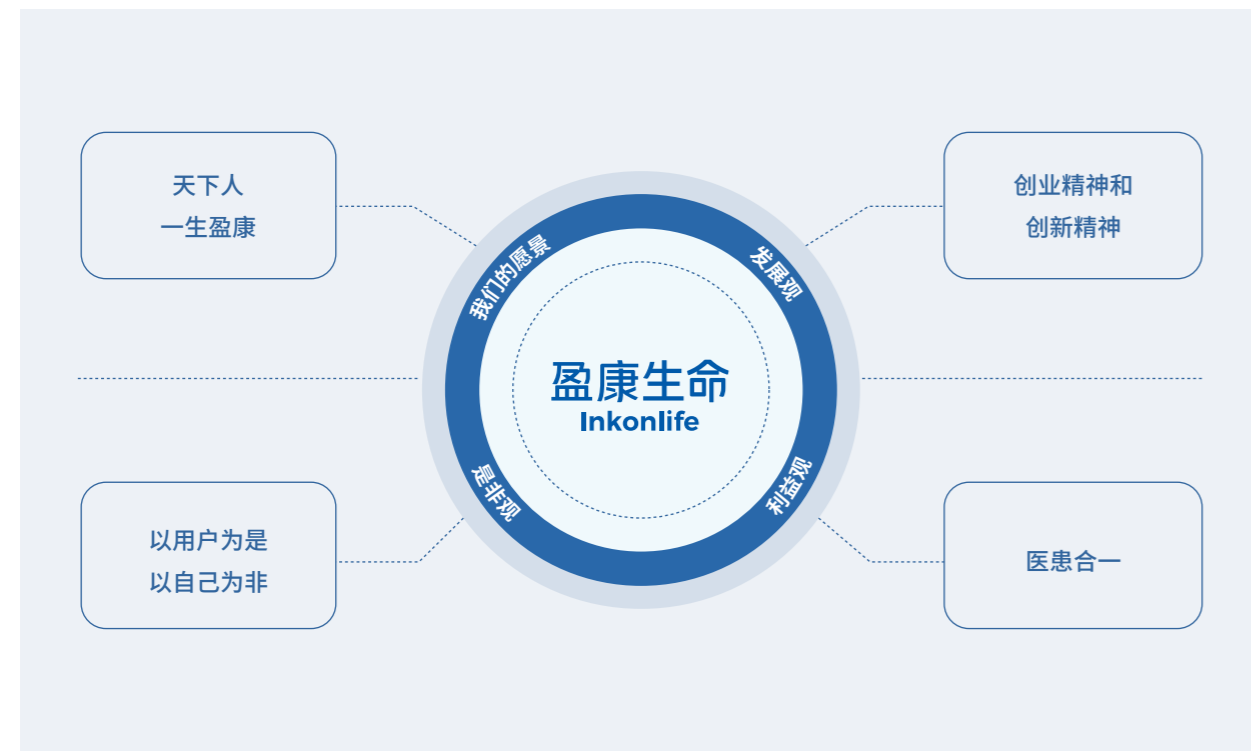 天下人
一生盈康
创业精神和
创新精神
我们的愿景
发展观
盈康生命
Inkonlife
是非观
利益观
以用户为是
以自己为非
医患合一